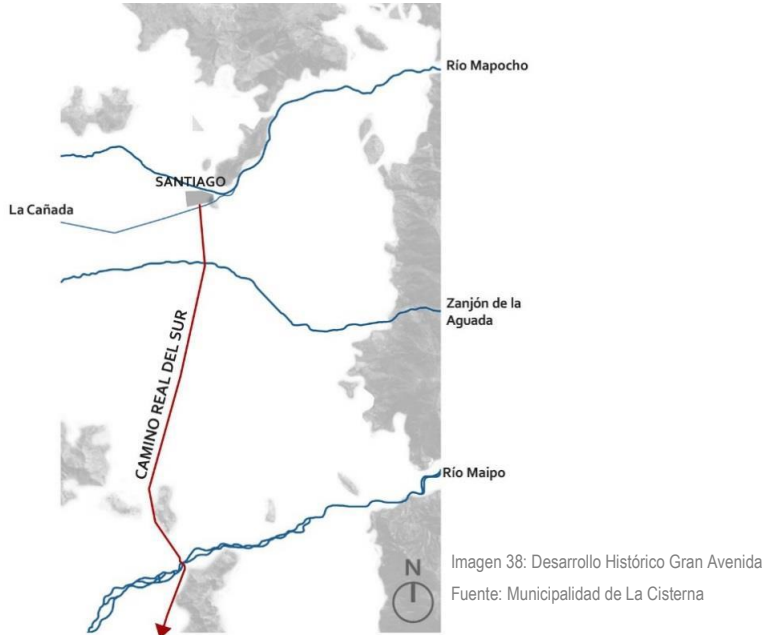 Río Mapocho
SANTIAGO
La Cañada
Zanjón de la
Aguada
CAMINO REAL DEL SUR
Río Maipo
N
Imagen 38: Desarrollo Histórico Gran Avenida
Fuente: Municipalidad de La Cisterna